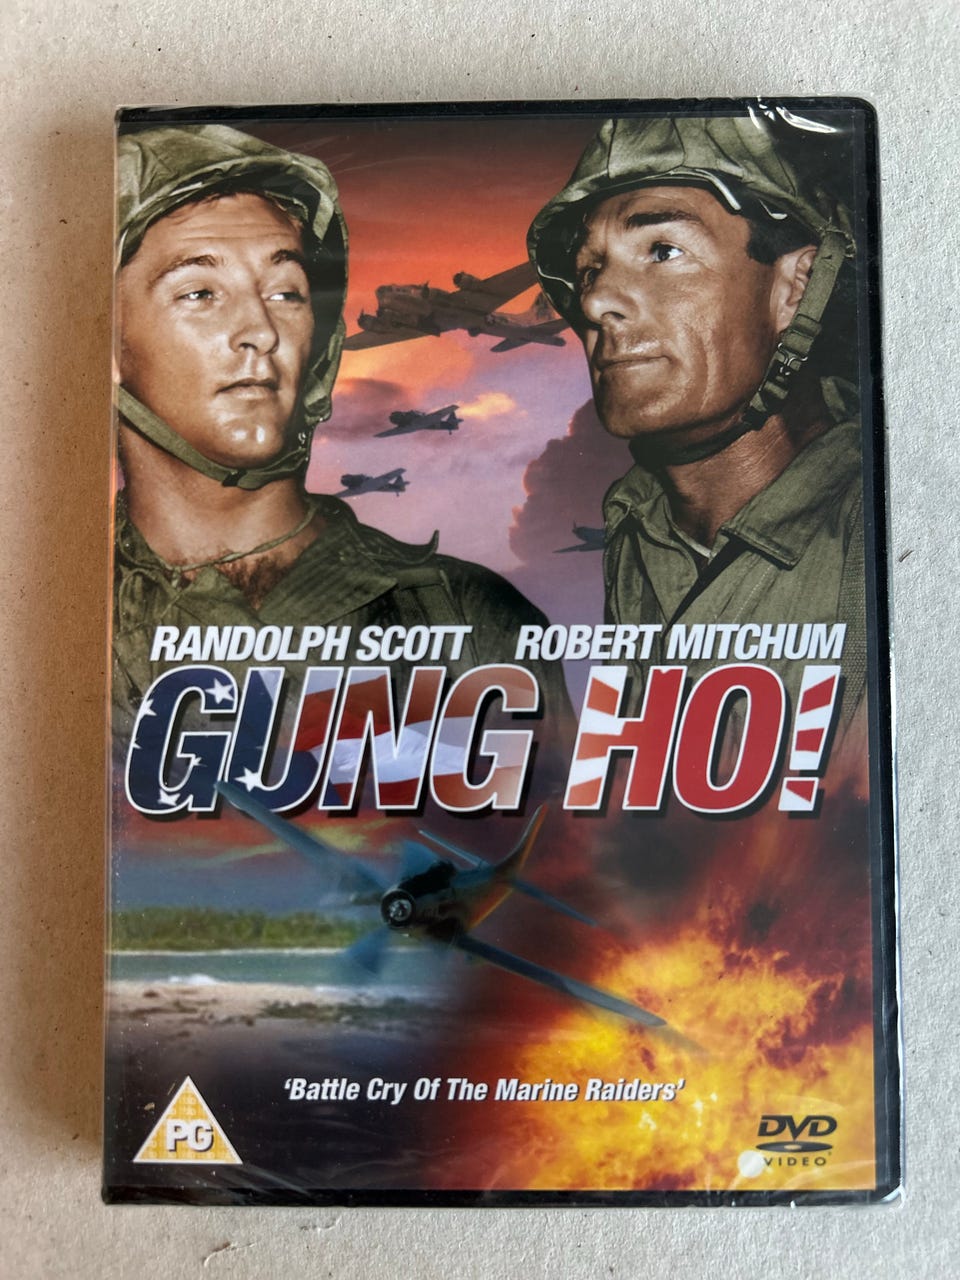 RANDOLPH SCOTT ROBERT MITCHUM
GUNG HO!
'Battle Cry Of The Marine Raiders'
PG
DVD
VIDEO